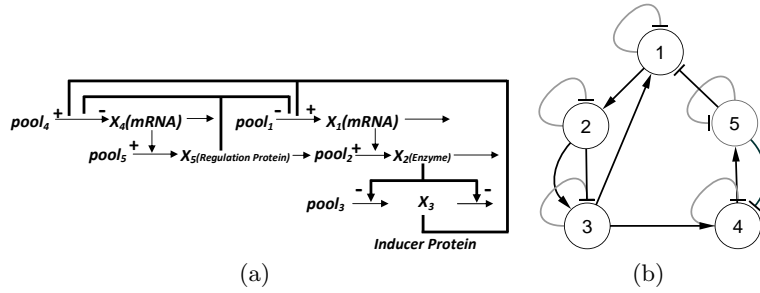 pool4 + - X4(mRNA) pool1 - + X1(mRNA)
pool5 + X5(Regulation Protein) pool2 + X2(Enzyme)
- -
pool3 X3
Inducer Protein
1
2 5
3 4
(a) (b)